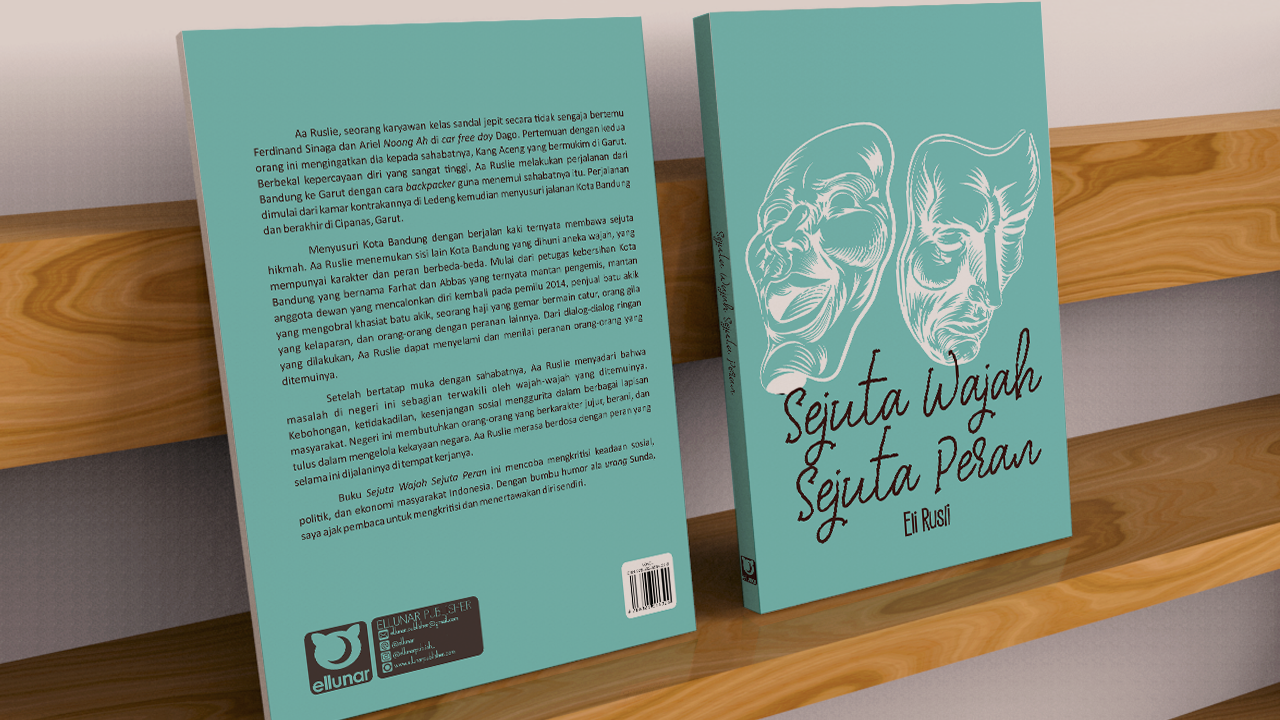 Aa Ruslie, seorang karyawan kelas sandal jepit secara tidak sengaja bertemu
Ferdinand Sinaga dan Ariel Noong Ah di car free day Dago. Pertemuan dengan kedua
orang ini mengingatkan dia kepada sahabatnya, Kang Aceng yang bermukim di Garut.
Berbekal kepercayaan diri yang sangat tinggi, Aa Ruslie melakukan perjalanan dari
Bandung ke Garut dengan cara backpacker guna menemui sahabatnya itu. Perjalanan
dimulai dari kamar kontrakannya di Ledeng kemudian menyusuri jalanan Kota Bandung
dan berakhir di Cipanas, Garut.
Menyusuri Kota Bandung dengan berjalan kaki ternyata membawa sejuta
hikmah. Aa Ruslie menemukan sisi lain Kota Bandung yang dihuni aneka wajah, yang
mempunyai karakter dan peran berbeda-beda. Mulai dari petugas kebersihan Kota
Bandung yang bernama Farhat dan Abbas yang ternyata mantan pengemis, mantan
anggota dewan yang mencalonkan diri kembali pada pemilu 2014, penjual batu akik
yang mengobral khasiat batu akik, seorang haji yang gemar bermain catur, orang gila
yang kelaparan, dan orang-orang dengan peranan lainnya. Dari dialog-dialog ringan
yang dilakukan, Aa Ruslie dapat menyelami dan menilai peranan orang-orang yang
ditemuinya.
Setelah bertatap muka dengan sahabatnya, Aa Ruslie menyadari bahwa
masalah di negeri ini sebagian terwakili oleh wajah-wajah yang ditemuinya.
Kebohongan, ketidakadilan, kesenjangan sosial menggurita dalam berbagai lapisan
masyarakat. Negeri ini membutuhkan orang-orang yang berkarakter jujur, berani, dan
tulus dalam mengelola kekayaan negara. Aa Ruslie merasa berdosa dengan peran yang
selama ini dijalaninya di tempat kerjanya.
Buku Sejuta Wajah Sejuta Peran ini mencoba mengkritisi keadaan sosial,
politik, dan ekonomi masyarakat Indonesia. Dengan bumbu humor ala urang Sunda,
saya ajak pembaca untuk mengkritisi dan menertawakan diri sendiri.
ellunar
ELLUNAR PUBLISHER
ellunar.publisher@gmail.com
@ellunar
www.ellunarpublisher.com
Sejuta Wajah Sejuta Peran
ellunar
Sejuta Wajah
Sejuta Peran
Eli Rusli